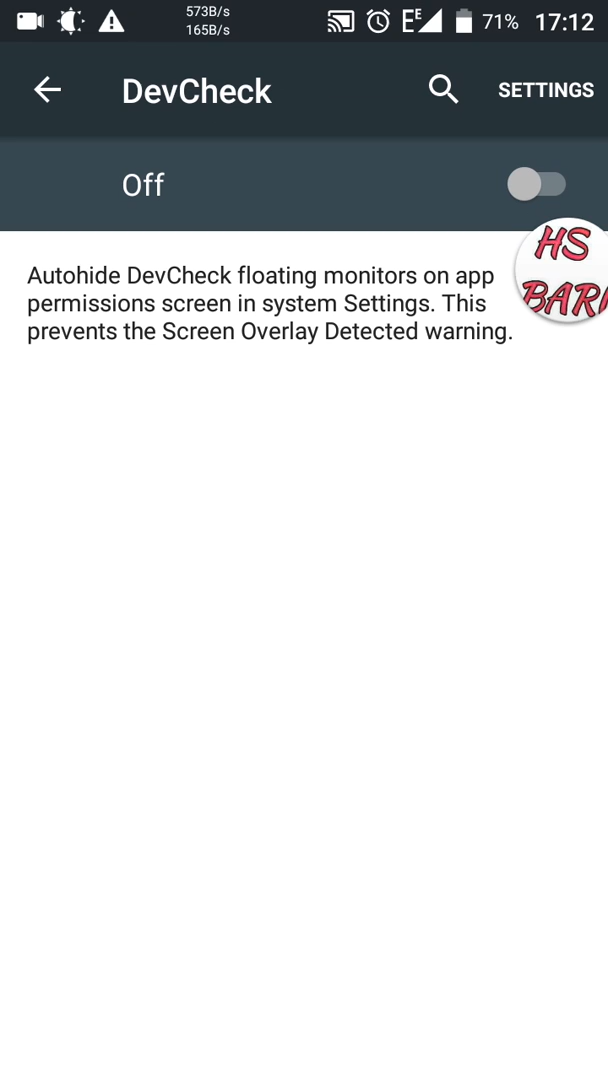 573B/s
165B/s
E E 71% 17:12
DevCheck SETTINGS
Off
HS
BARI
Autohide DevCheck floating monitors on app
permissions screen in system Settings. This
prevents the Screen Overlay Detected warning.